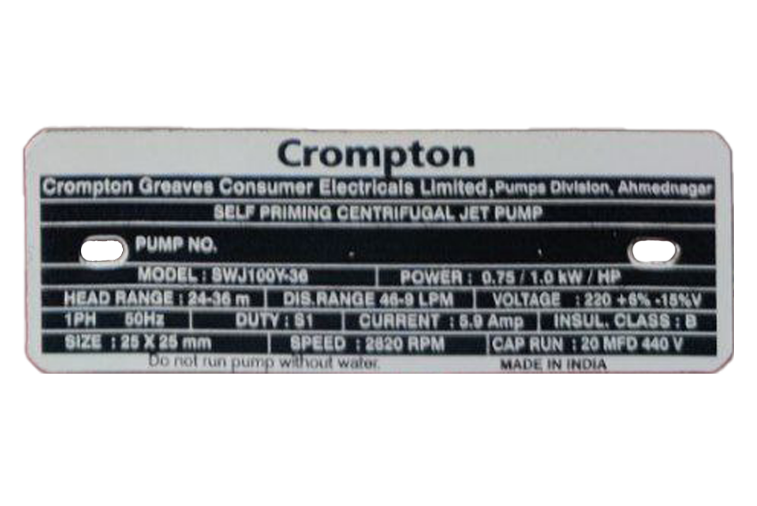 Crompton
Crompton Greaves Consumer Electricals Limited, Pumps Division, Ahmednagar
SELF PRIMING CENTRIFUGAL JET PUMP
PUMP NO.
MODEL : SWJ100Y-36 POWER : 0.75 / 1.0 kW / HP
HEAD RANGE : 24-36 m DIS.RANGE 46-9 LPM VOLTAGE : 220 +6% -15%V
1PH 50Hz DUTY : S1 CURRENT : 5.9 Amp INSUL. CLASS : B
SIZE : 25 X 25 mm SPEED : 2820 RPM CAP RUN : 20 MFD 440 V
Do not run pump without water. MADE IN INDIA